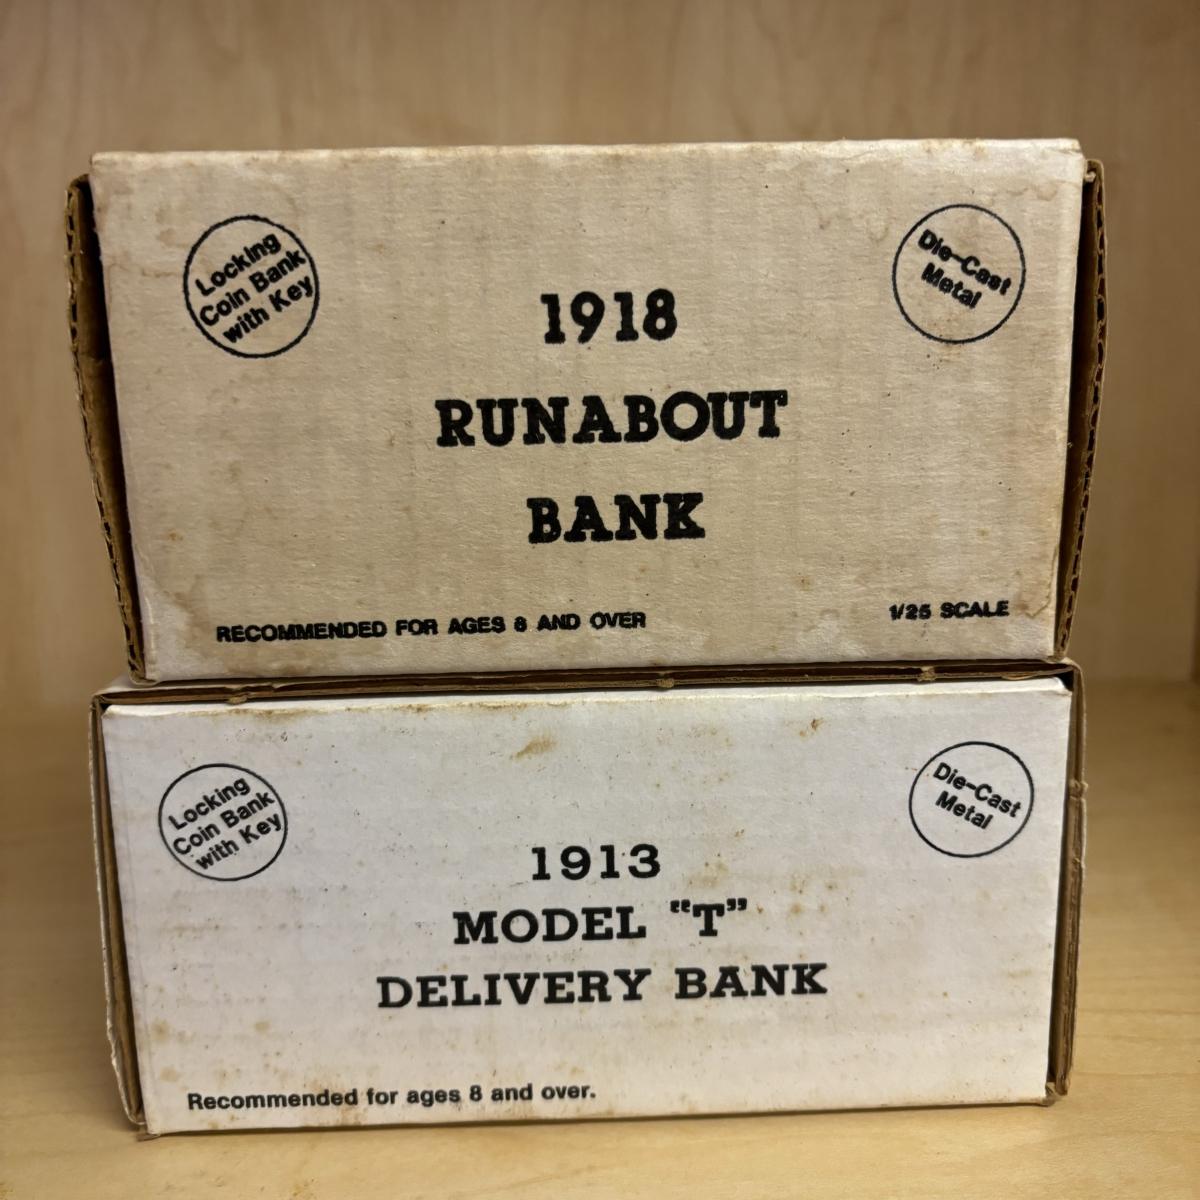 Locking
Coin Bank
with Key
Die-Cast
Metal
1918
RUNABOUT
BANK
RECOMMENDED FOR AGES 8 AND OVER
1/25 SCALE
Locking
Coin Bank
with Key
Die-Cast
Metal
1913
MODEL "T"
DELIVERY BANK
Recommended for ages 8 and over.